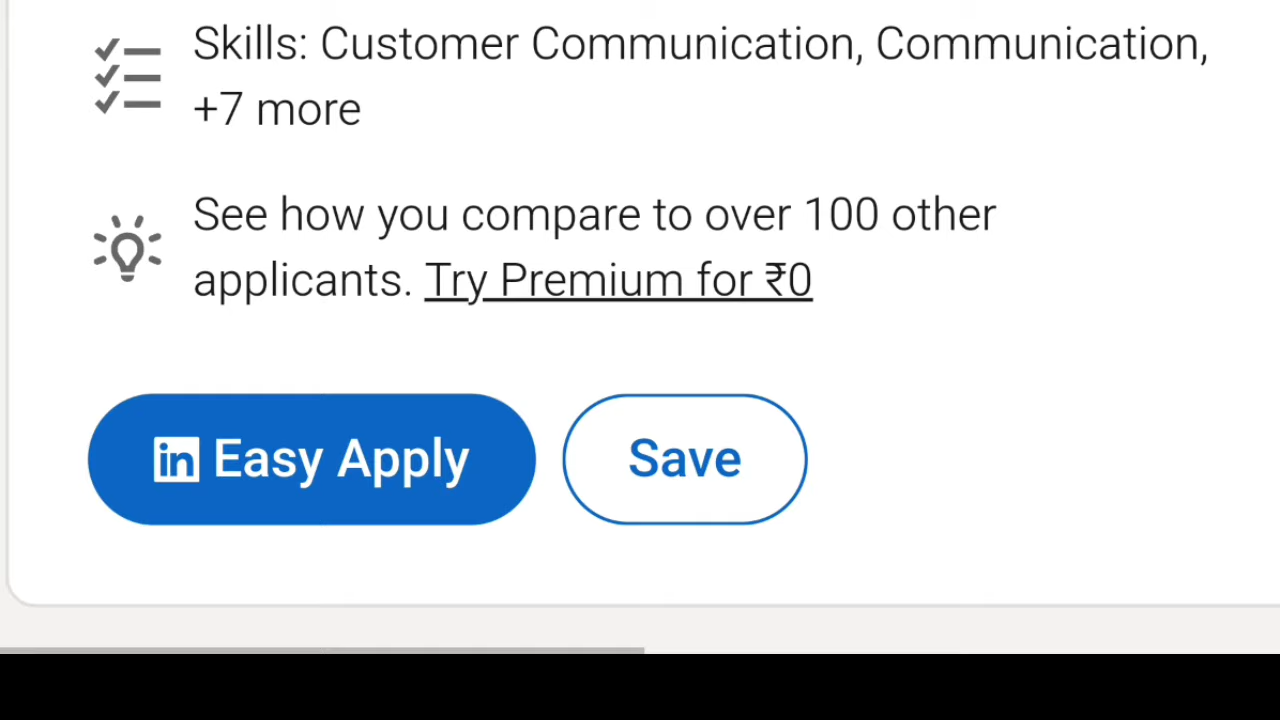 Skills: Customer Communication, Communication,
+7 more
See how you compare to over 100 other
applicants. Try Premium for ₹0
in Easy Apply
Save